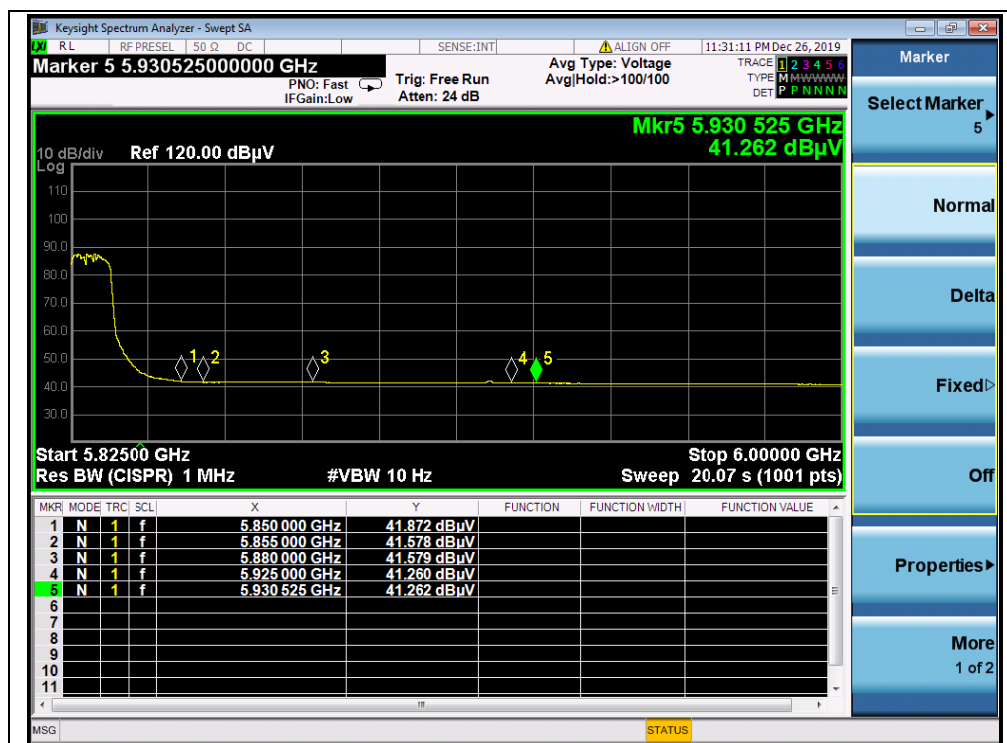 Keysight Spectrum Analyzer - Swept SA
LXI RL RF PRESEL 50 Ω DC SENSE:INT ALIGN OFF 11:31:11 PM Dec 26, 2019
Marker 5 5.930525000000 GHz
PNO: Fast
IFGain:Low
Trig: Free Run
Atten: 24 dB
Avg Type: Voltage
Avg|Hold:>100/100
TRACE 1 2 3 4 5 6
TYPE M M W W W W
DET P P N N N N
Mkr5 5.930 525 GHz
41.262 dBµV
10 dB/div Ref 120.00 dBµV
Log
110
100
90.0
80.0
70.0
60.0
50.0
40.0
30.0
1 2 3 4 5
Start 5.82500 GHz Stop 6.00000 GHz
Res BW (CISPR) 1 MHz #VBW 10 Hz Sweep 20.07 s (1001 pts)
MKR MODE TRC SCL X Y FUNCTION FUNCTION WIDTH FUNCTION VALUE
1 N 1 f 5.850 000 GHz 41.872 dBµV
2 N 1 f 5.855 000 GHz 41.578 dBµV
3 N 1 f 5.880 000 GHz 41.579 dBµV
4 N 1 f 5.925 000 GHz 41.260 dBµV
5 N 1 f 5.930 525 GHz 41.262 dBµV
6
7
8
9
10
11
MSG STATUS
Marker
Select Marker
5
Normal
Delta
Fixed
Off
Properties
More
1 of 2